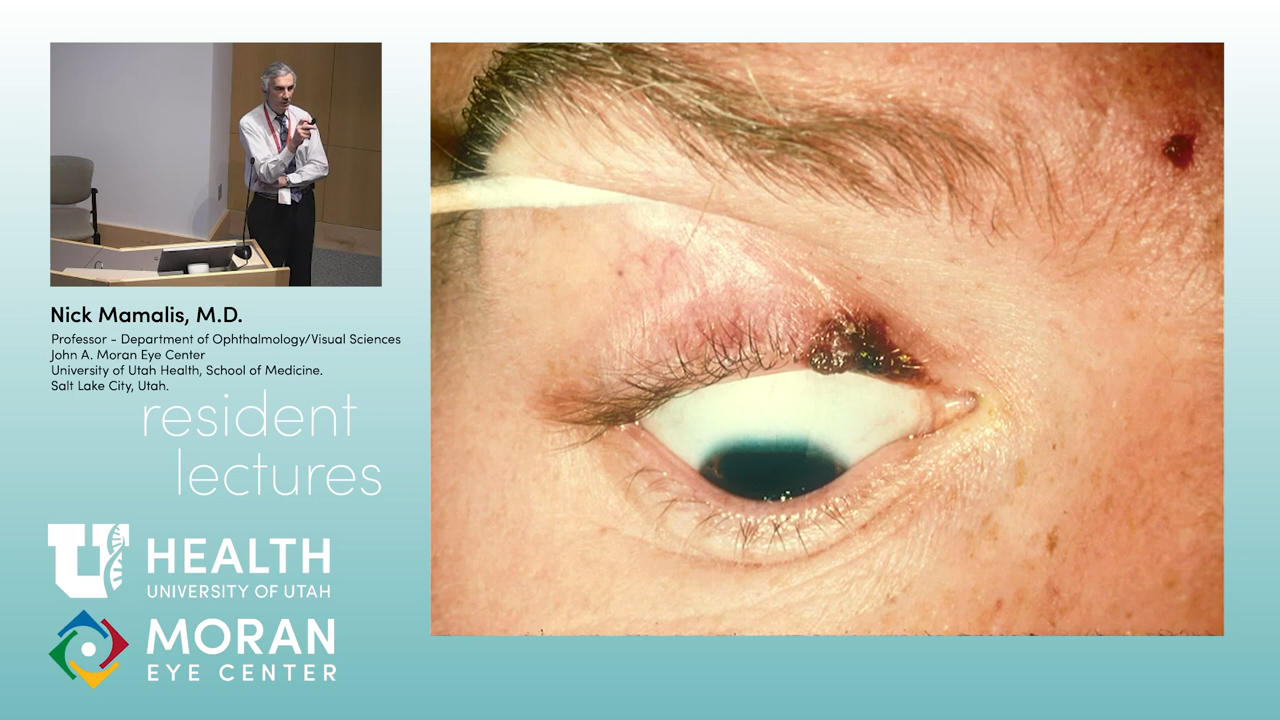 Nick Mamalis, M.D.
Professor - Department of Ophthalmology/Visual Sciences
John A. Moran Eye Center
University of Utah Health, School of Medicine.
Salt Lake City, Utah.
resident
lectures
U HEALTH
UNIVERSITY OF UTAH
MORAN
EYE CENTER